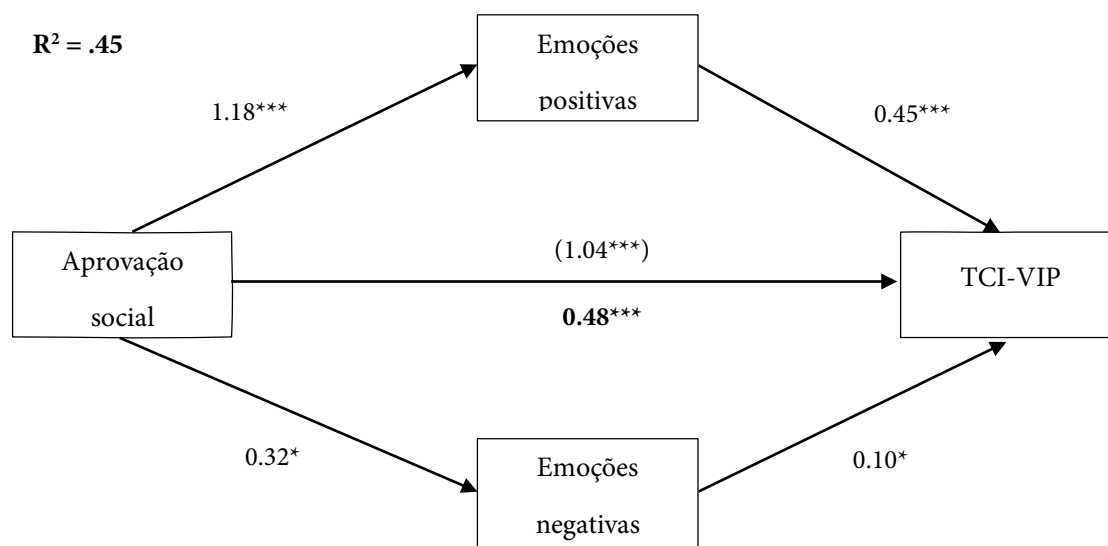 R² = .45
Emoções
positivas
1.18***
0.45***
Aprovação
social
(1.04***)
0.48***
TCI-VIP
0.32*
0.10*
Emoções
negativas